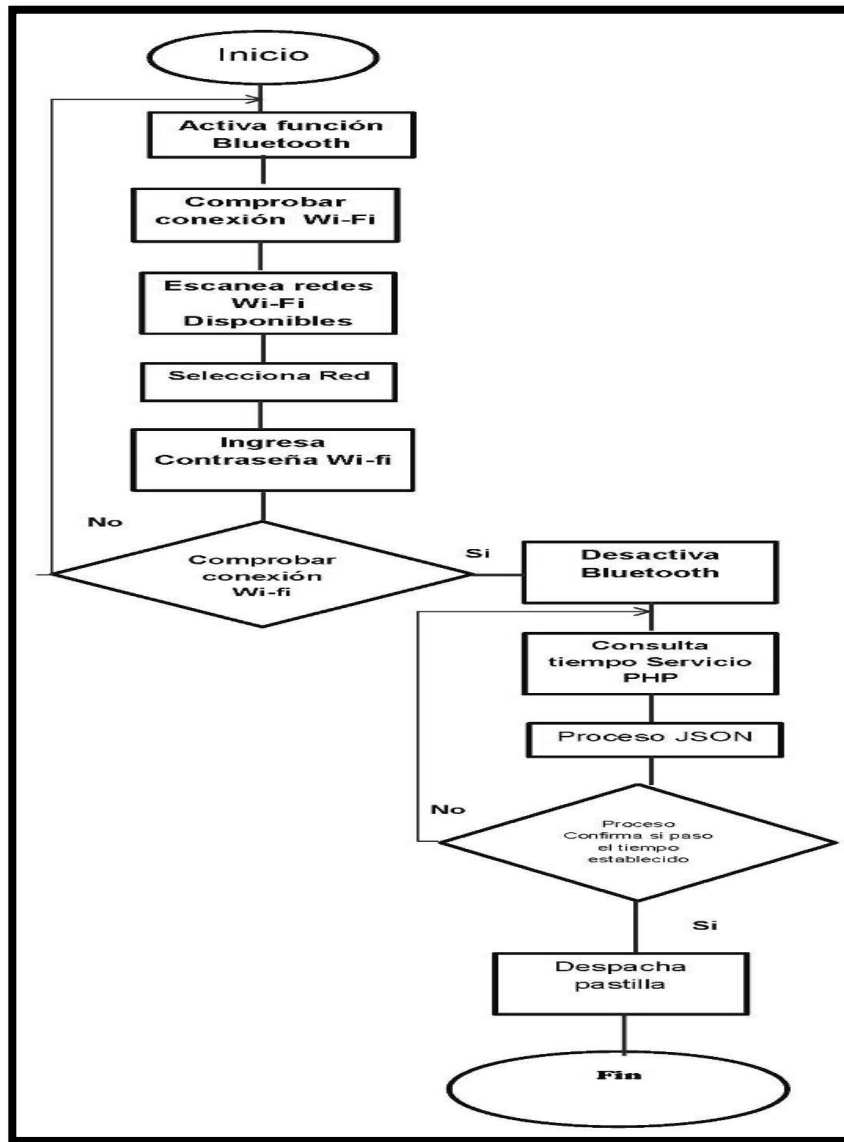 Inicio
Activa función
Bluetooth
Comprobar
conexión Wi-Fi
Escanea redes
Wi-Fi
Disponibles
Selecciona Red
Ingresa
Contraseña Wi-fi
No
Comprobar
conexión
Wi-fi
Si
Desactiva
Bluetooth
Consulta
tiempo Servicio
PHP
Proceso JSON
No
Proceso
Confirma si paso
el tiempo
establecido
Si
Despacha
pastilla
Fin